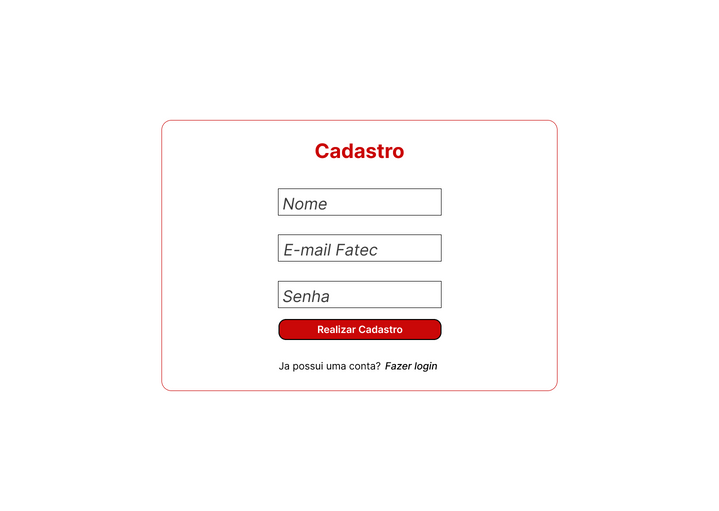 Cadastro
Nome
E-mail Fatec
Senha
Realizar Cadastro
Ja possui uma conta? Fazer login